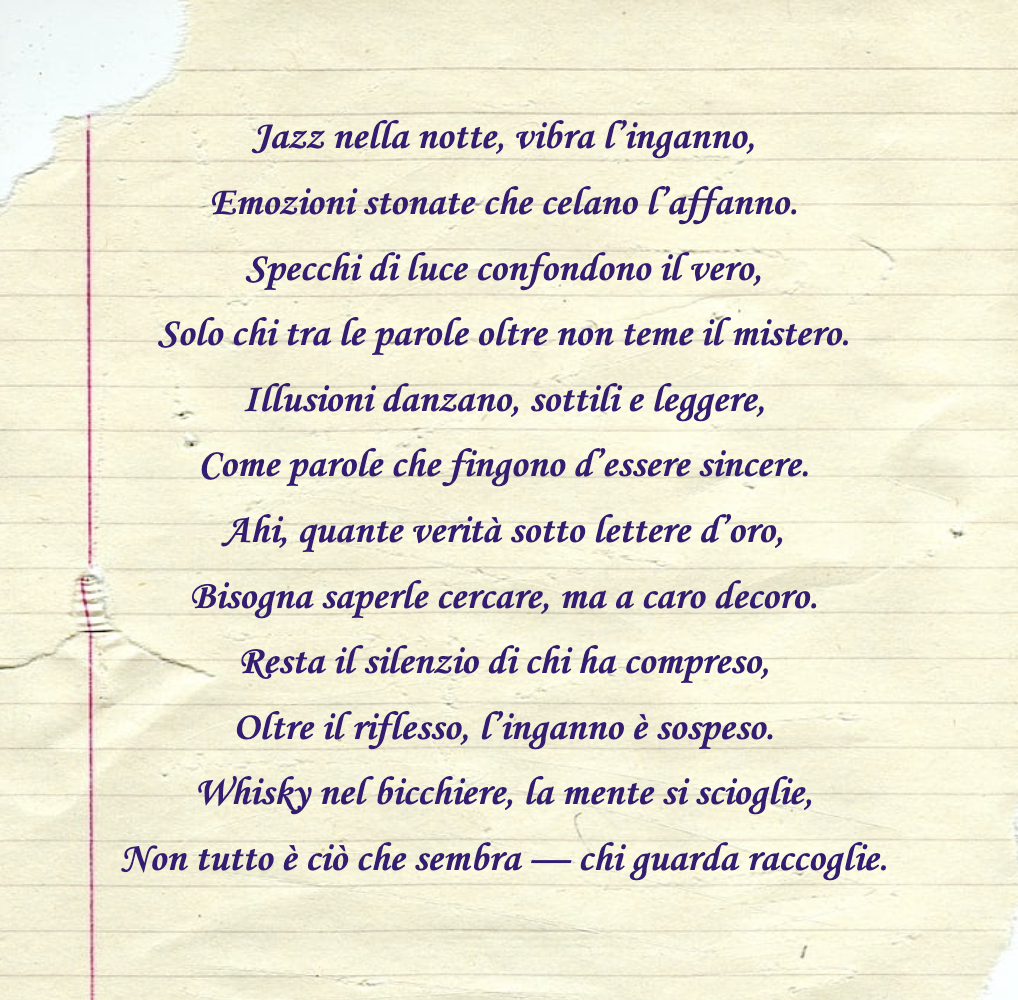 Jazz nella notte, vibra l’inganno,
Emozioni stonate che celano l’affanno.
Specchi di luce confondono il vero,
Solo chi tra le parole oltre non teme il mistero.
Illusioni danzano, sottili e leggere,
Come parole che fingono d’essere sincere.
Ahi, quante verità sotto lettere d’oro,
Bisogna saperle cercare, ma a caro decoro.
Resta il silenzio di chi ha compreso,
Oltre il riflesso, l’inganno è sospeso.
Whisky nel bicchiere, la mente si scioglie,
Non tutto è ciò che sembra — chi guarda raccoglie.